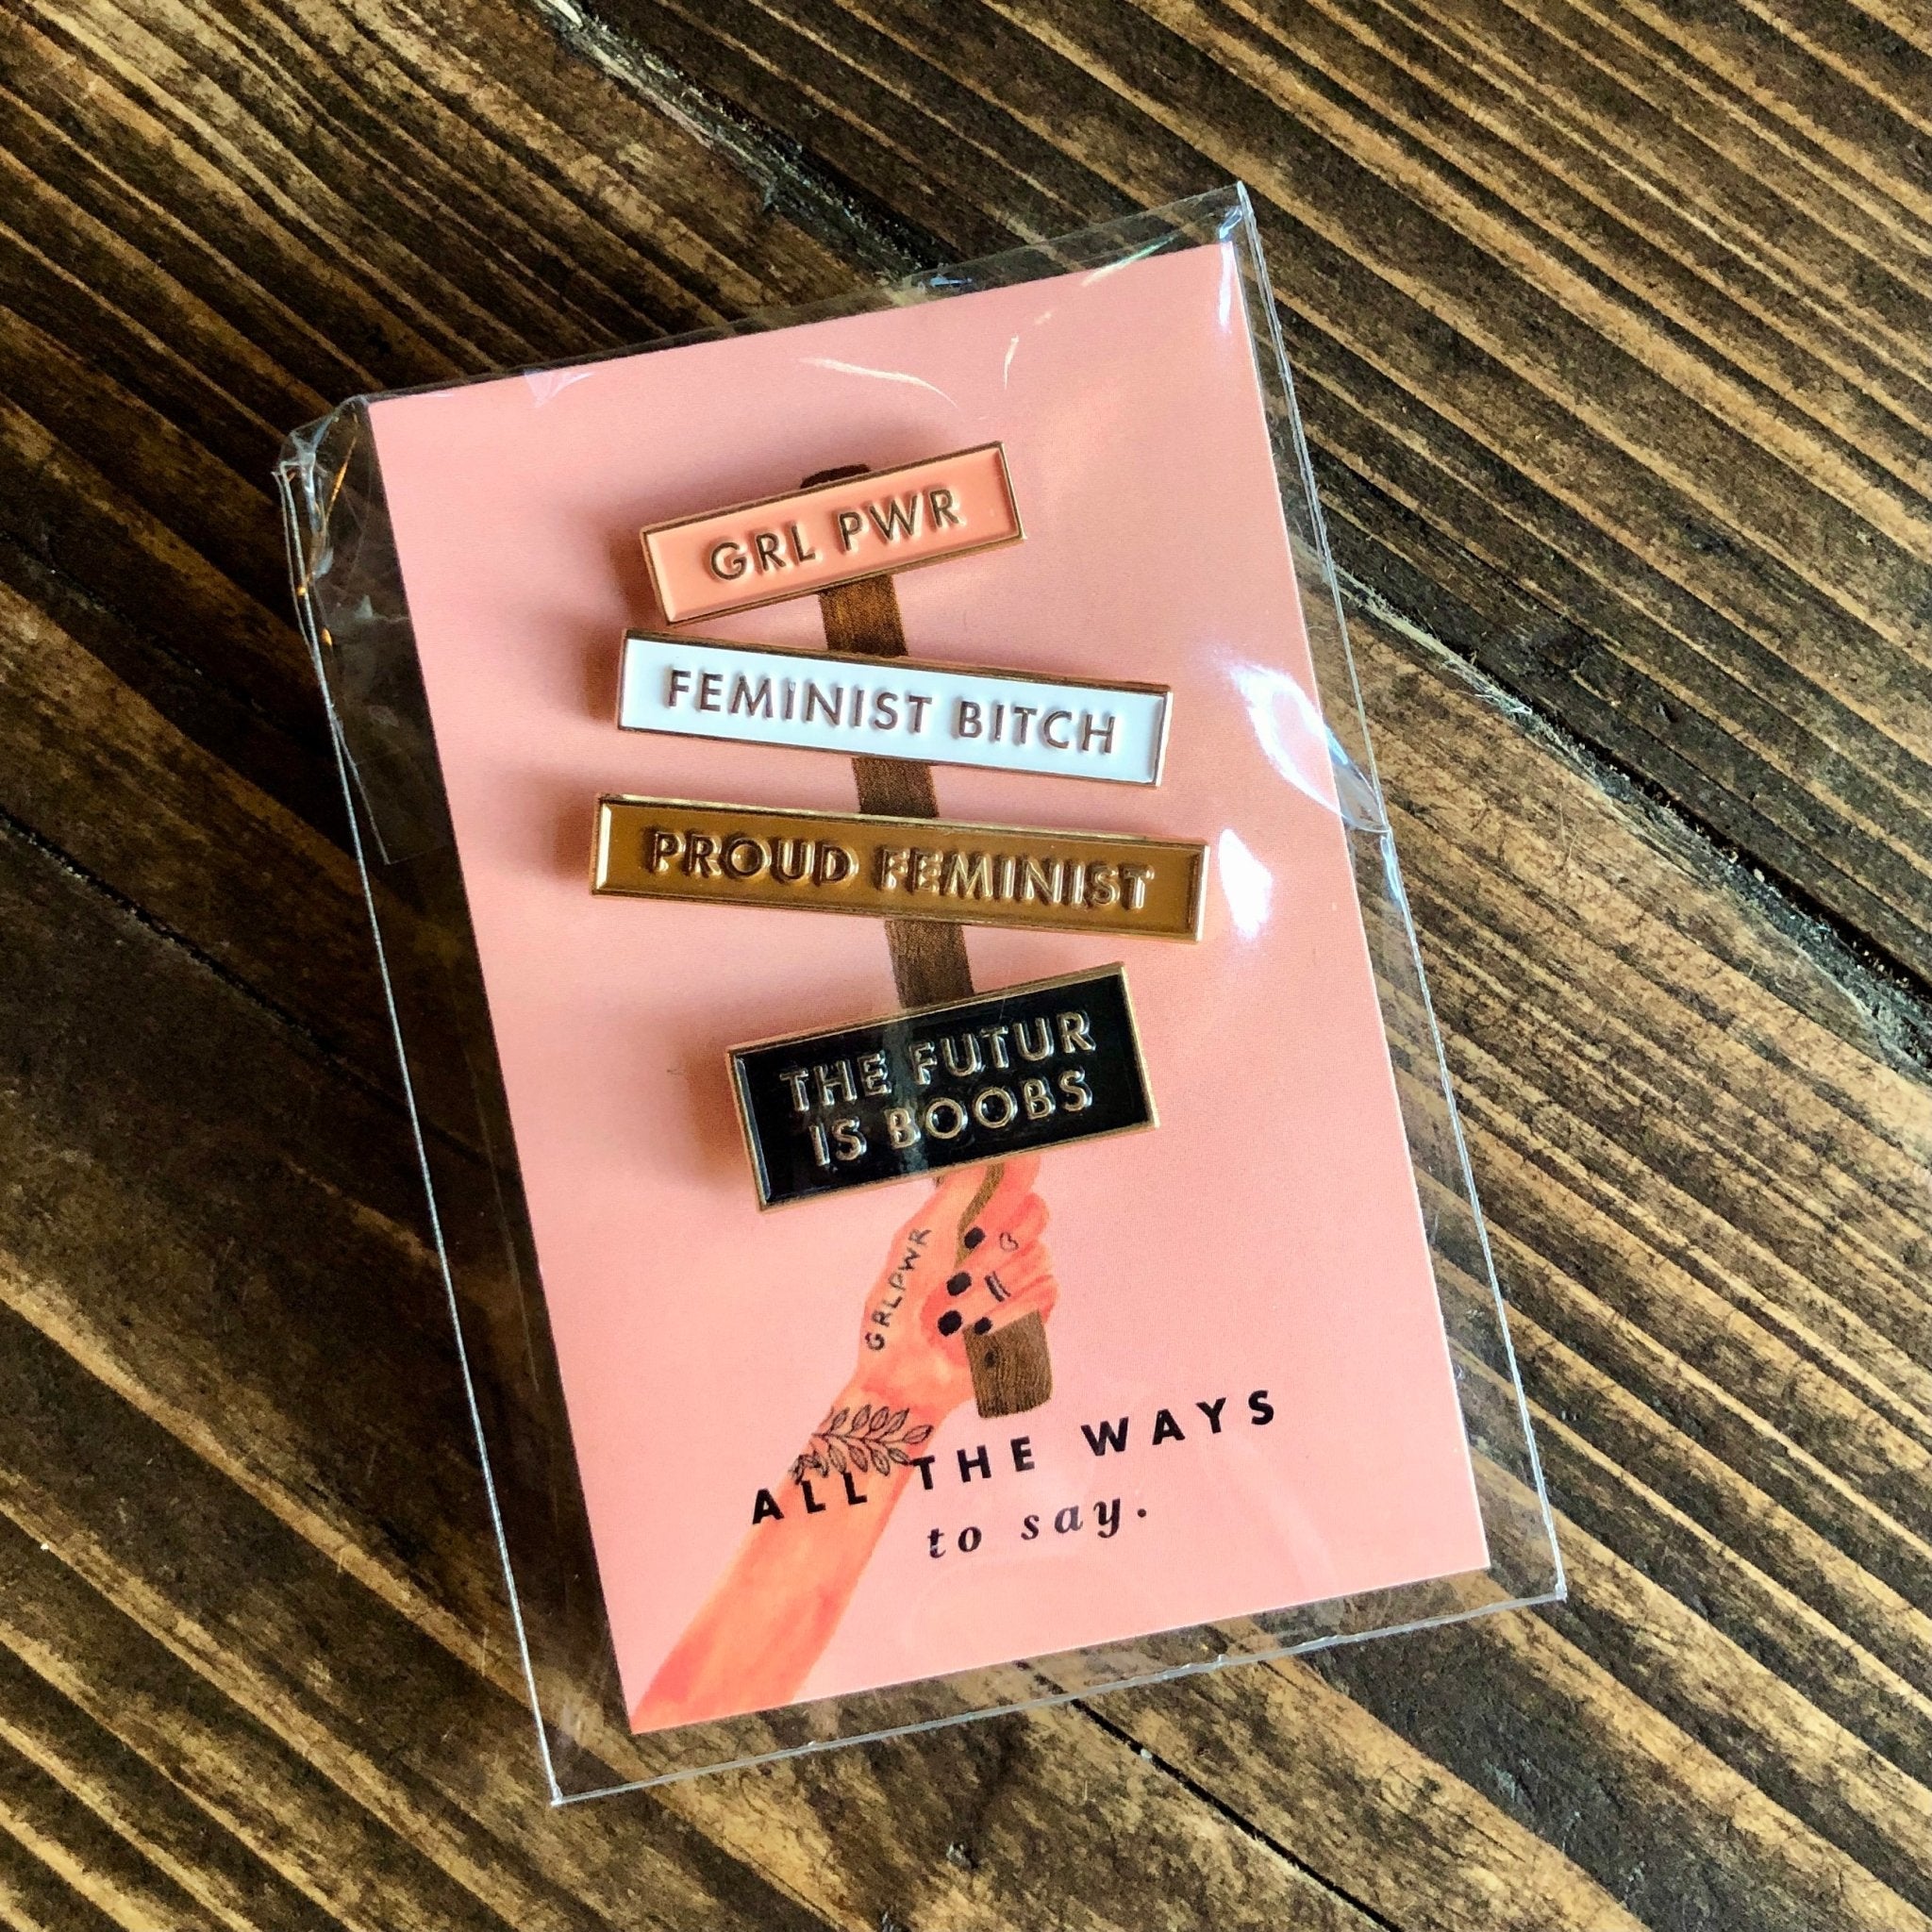 GRL PWR
FEMINIST BITCH
PROUD FEMINIST
THE FUTUR
IS BOOBS
GRLPWR
ALL THE WAYS
to say.